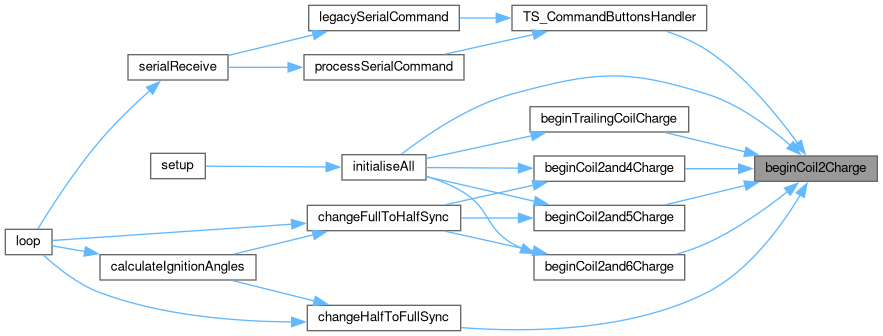 legacySerialCommand
TS_CommandButtonsHandler
serialReceive
processSerialCommand
beginTrailingCoilCharge
setup
initialiseAll
beginCoil2and4Charge
beginCoil2Charge
changeFullToHalfSync
beginCoil2and5Charge
loop
calculateIgnitionAngles
beginCoil2and6Charge
changeHalfToFullSync